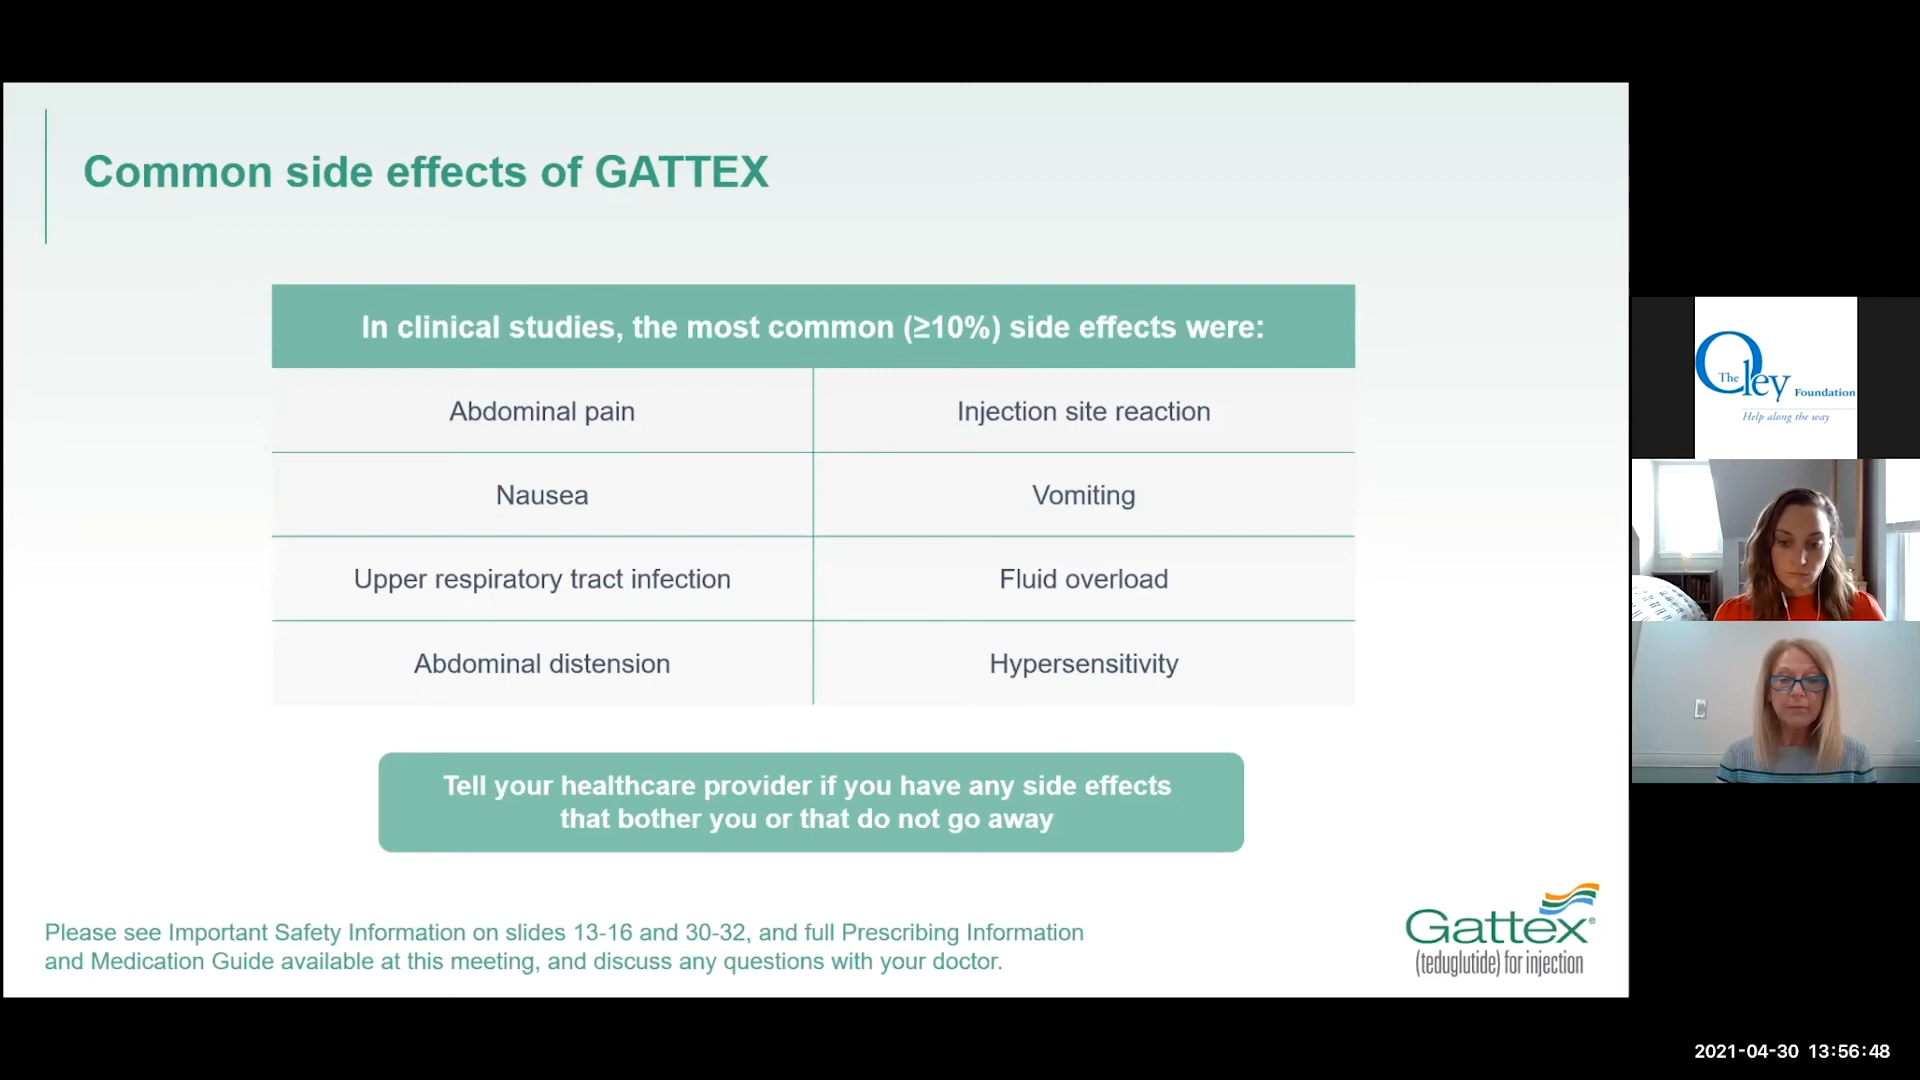 Common side effects of GATTEX
In clinical studies, the most common (≥10%) side effects were:
Abdominal pain
Injection site reaction
Nausea
Vomiting
Upper respiratory tract infection
Fluid overload
Abdominal distension
Hypersensitivity
Tell your healthcare provider if you have any side effects
that bother you or that do not go away
Please see Important Safety Information on slides 13-16 and 30-32, and full Prescribing Information
and Medication Guide available at this meeting, and discuss any questions with your doctor.
Gattex®
(teduglutide) for injection
The Oley Foundation
Help along the way
2021-04-30 13:56:48